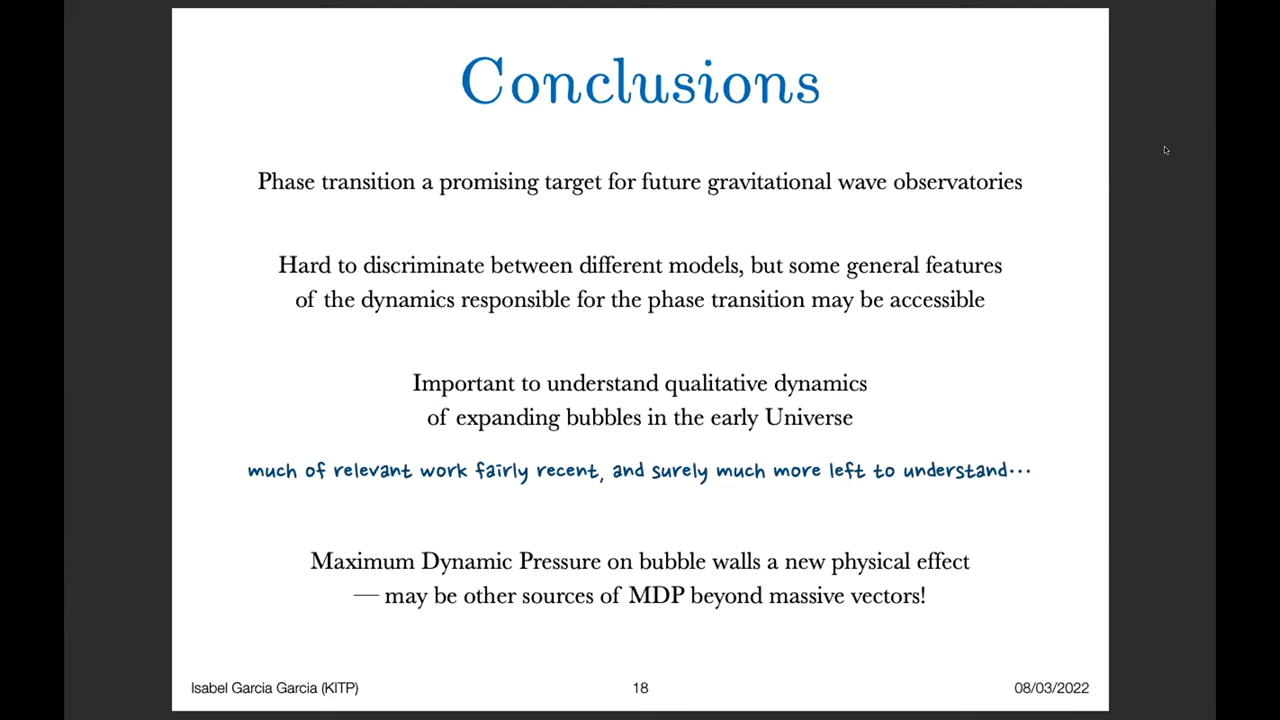 Conclusions
Phase transition a promising target for future gravitational wave observatories
Hard to discriminate between different models, but some general features
of the dynamics responsible for the phase transition may be accessible
Important to understand qualitative dynamics
of expanding bubbles in the early Universe
much of relevant work fairly recent, and surely much more left to understand...
Maximum Dynamic Pressure on bubble walls a new physical effect
— may be other sources of MDP beyond massive vectors!
Isabel Garcia Garcia (KITP)
18
08/03/2022